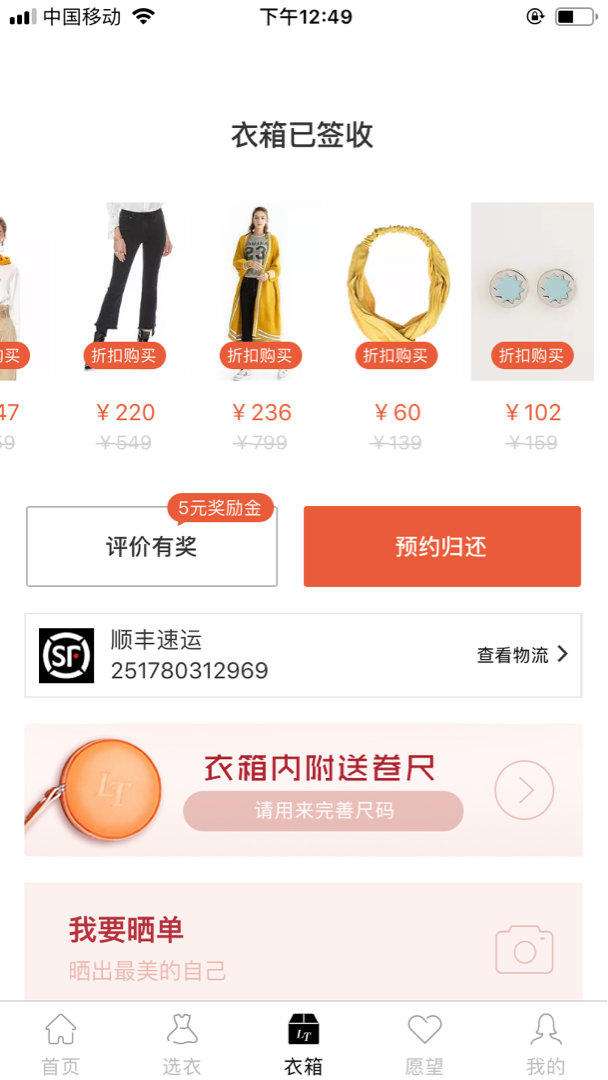 中国移动
下午12:49
衣箱已签收
折扣购买
折扣购买
折扣购买
折扣购买
47 ¥220 ¥236 ¥60 ¥102
59 ¥549 ¥799 ¥139 ¥159
5元奖励金
评价有奖
预约归还
SF
顺丰速运
251780312969
查看物流
LT
衣箱内附送卷尺
请用来完善尺码
我要晒单
晒出最美的自己
LT
首页 选衣 衣箱 愿望 我的